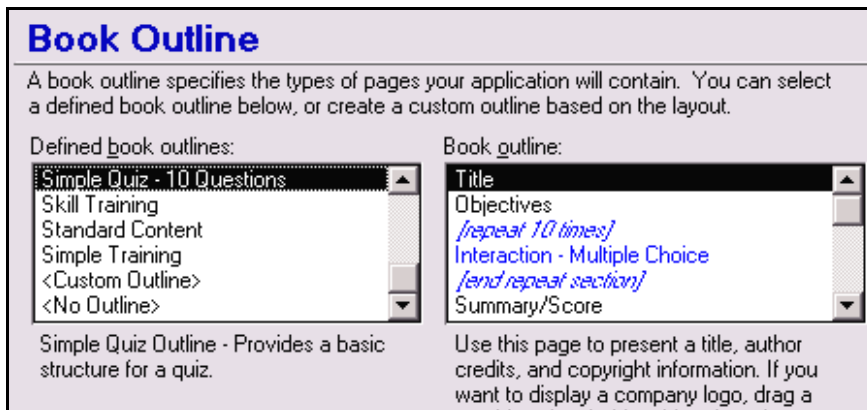 Book Outline
A book outline specifies the types of pages your application will contain. You can select
a defined book outline below, or create a custom outline based on the layout.
Defined book outlines:
Simple Quiz - 10 Questions
Skill Training
Standard Content
Simple Training
<Custom Outline>
<No Outline>
Simple Quiz Outline - Provides a basic
structure for a quiz.
Book outline:
Title
Objectives
[repeat 10 times]
Interaction - Multiple Choice
[end repeat section]
Summary/Score
Use this page to present a title, author
credits, and copyright information. If you
want to display a company logo, drag a